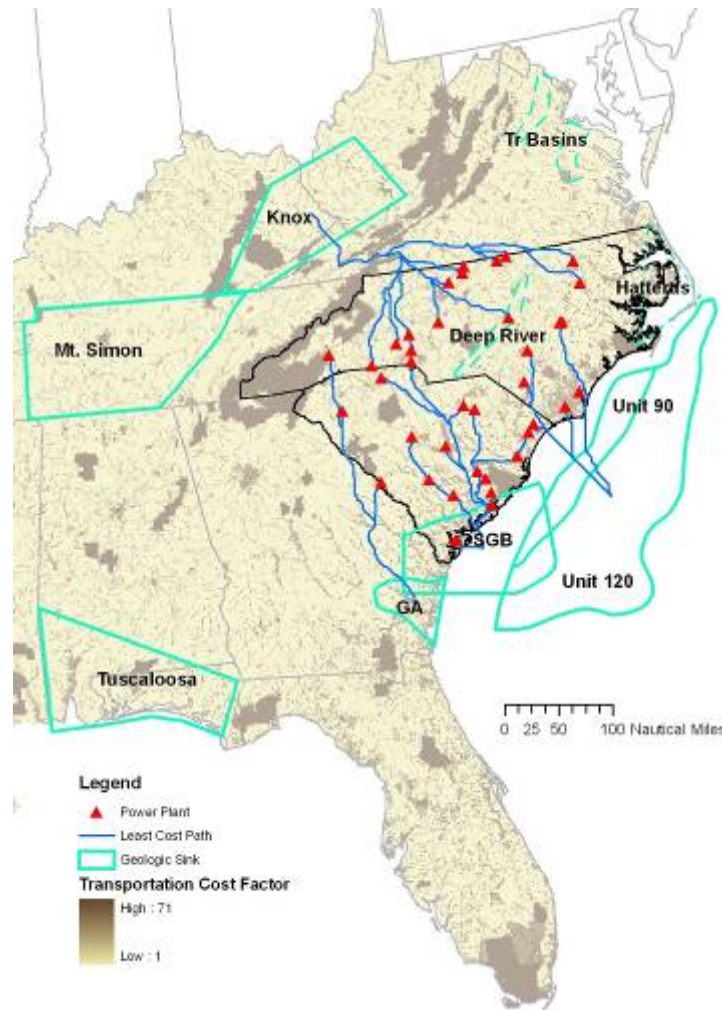 Tr Basins
Knox
Hatteras
Deep River
Mt. Simon
Unit 90
SGB
Unit 120
GA
Tuscaloosa
0 25 50 100 Nautical Miles
Legend
Power Plant
Least Cost Path
Geologic Sink
Transportation Cost Factor
High : 71
Low : 1